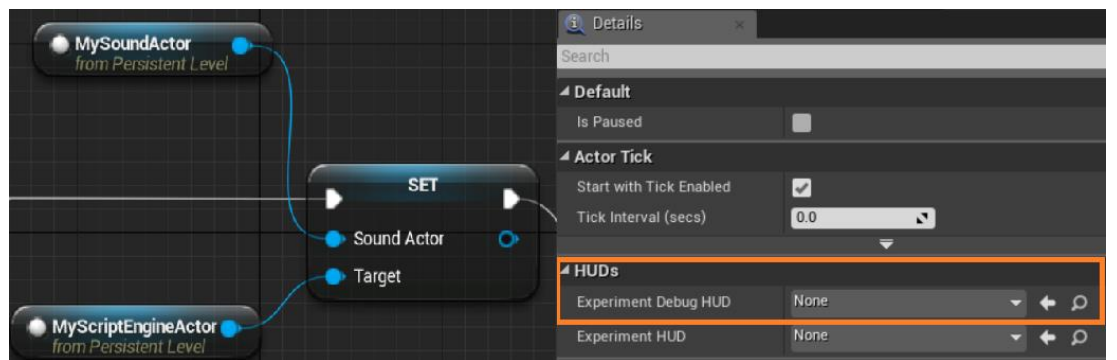 MySoundActor
from Persistent Level
SET
Sound Actor
Target
MyScriptEngineActor
from Persistent Level
Details
Search
Default
Is Paused
Actor Tick
Start with Tick Enabled
Tick Interval (secs) 0.0
HUDs
Experiment Debug HUD None
Experiment HUD None